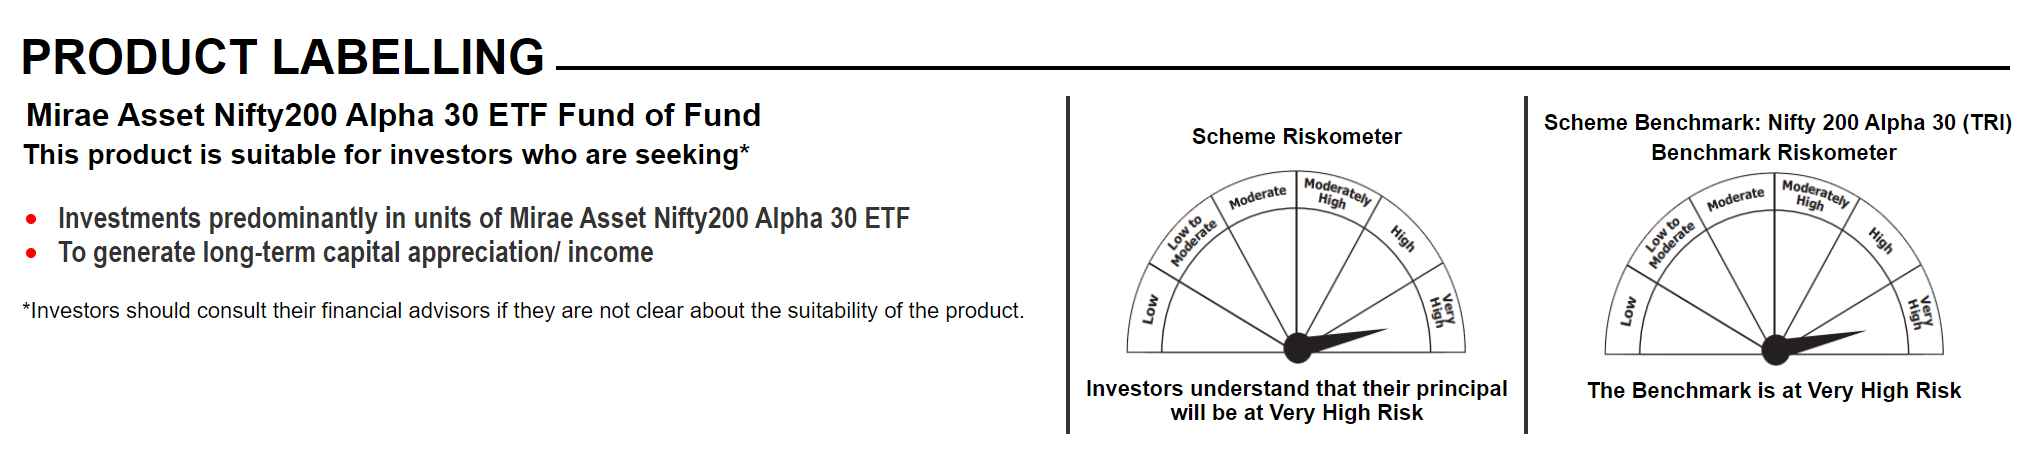 PRODUCT LABELLING
Mirae Asset Nifty200 Alpha 30 ETF Fund of Fund
This product is suitable for investors who are seeking*
• Investments predominantly in units of Mirae Asset Nifty200 Alpha 30 ETF
• To generate long-term capital appreciation/ income
*Investors should consult their financial advisors if they are not clear about the suitability of the product.
Scheme Riskometer
Low
Low to
Moderate
Moderate
Moderately
High
High
Very
High
Investors understand that their principal
will be at Very High Risk
Scheme Benchmark: Nifty 200 Alpha 30 (TRI)
Benchmark Riskometer
Low
Low to
Moderate
Moderate
Moderately
High
High
Very
High
The Benchmark is at Very High Risk